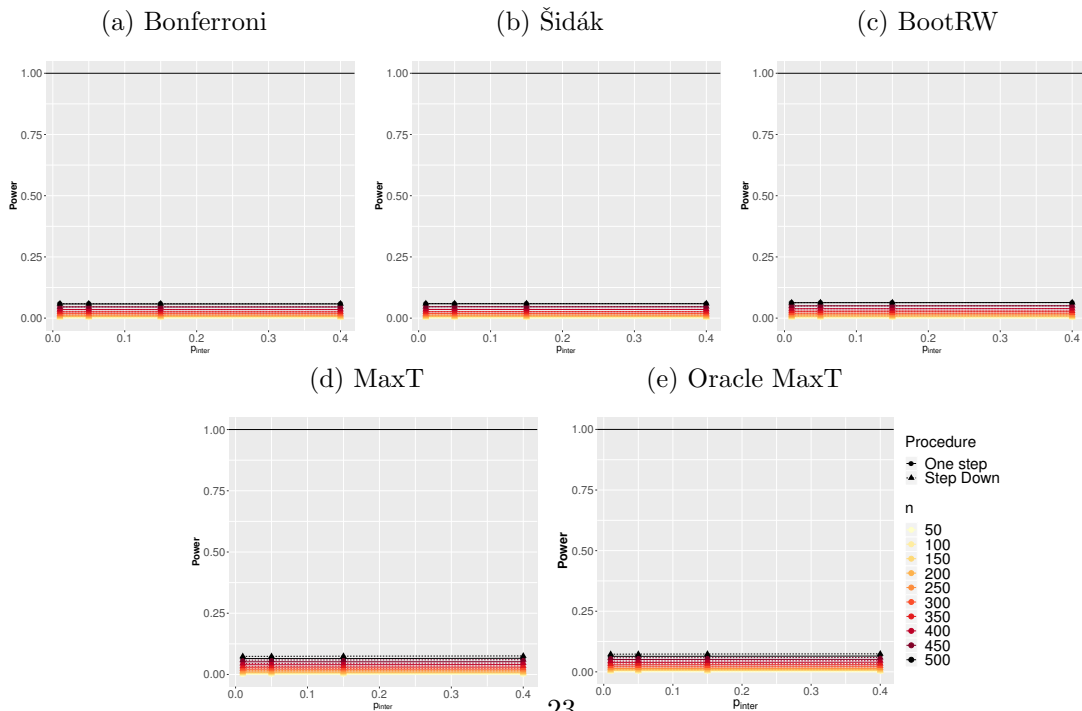 (a) Bonferroni
(b) Šidák
(c) BootRW
1.00
0.75
0.50
0.25
0.00
Power
0.0 0.1 0.2 0.3 0.4
pinter
1.00
0.75
0.50
0.25
0.00
Power
0.0 0.1 0.2 0.3 0.4
pinter
1.00
0.75
0.50
0.25
0.00
Power
0.0 0.1 0.2 0.3 0.4
pinter
(d) MaxT
(e) Oracle MaxT
1.00
0.75
0.50
0.25
0.00
Power
0.0 0.1 0.2 0.3 0.4
pinter
1.00
0.75
0.50
0.25
0.00
Power
0.0 0.1 0.2 0.3 0.4
pinter
Procedure
One step
Step Down
n
50
100
150
200
250
300
350
400
450
500
23